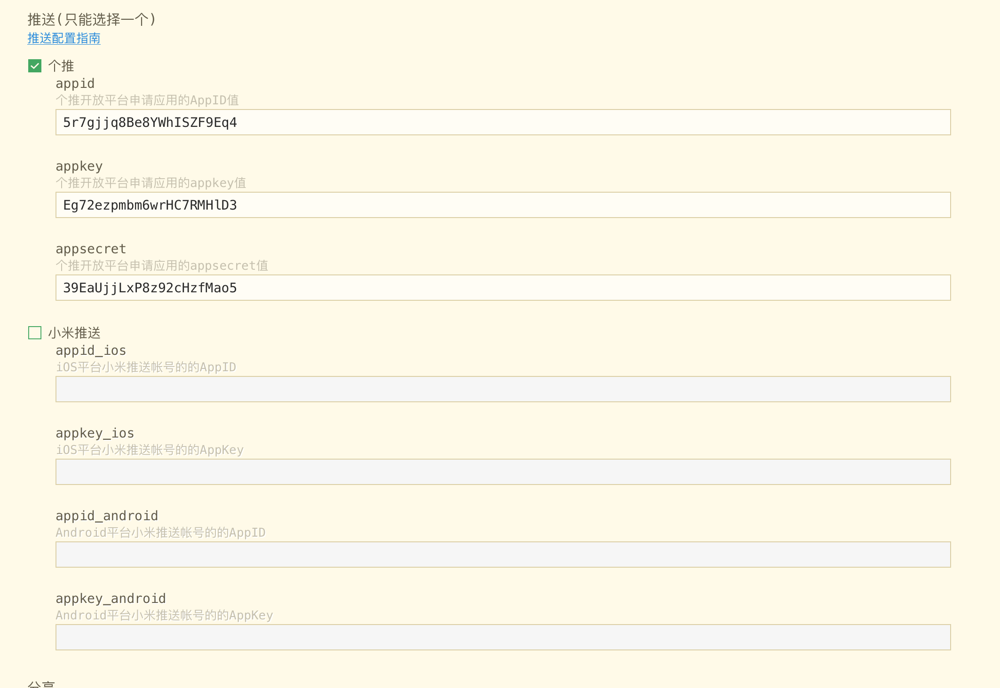 推送(只能选择一个)
推送配置指南
个推
appid
个推开放平台申请应用的AppID值
5r7gjjq8Be8YWhISZF9Eq4
appkey
个推开放平台申请应用的appkey值
Eg72ezpmbm6wrHC7RMHlD3
appsecret
个推开放平台申请应用的appsecret值
39EaUjjLxP8z92cHzfMao5
小米推送
appid_ios
iOS平台小米推送帐号的的AppID
appkey_ios
iOS平台小米推送帐号的的AppKey
appid_android
Android平台小米推送帐号的的AppID
appkey_android
Android平台小米推送帐号的的AppKey
分享